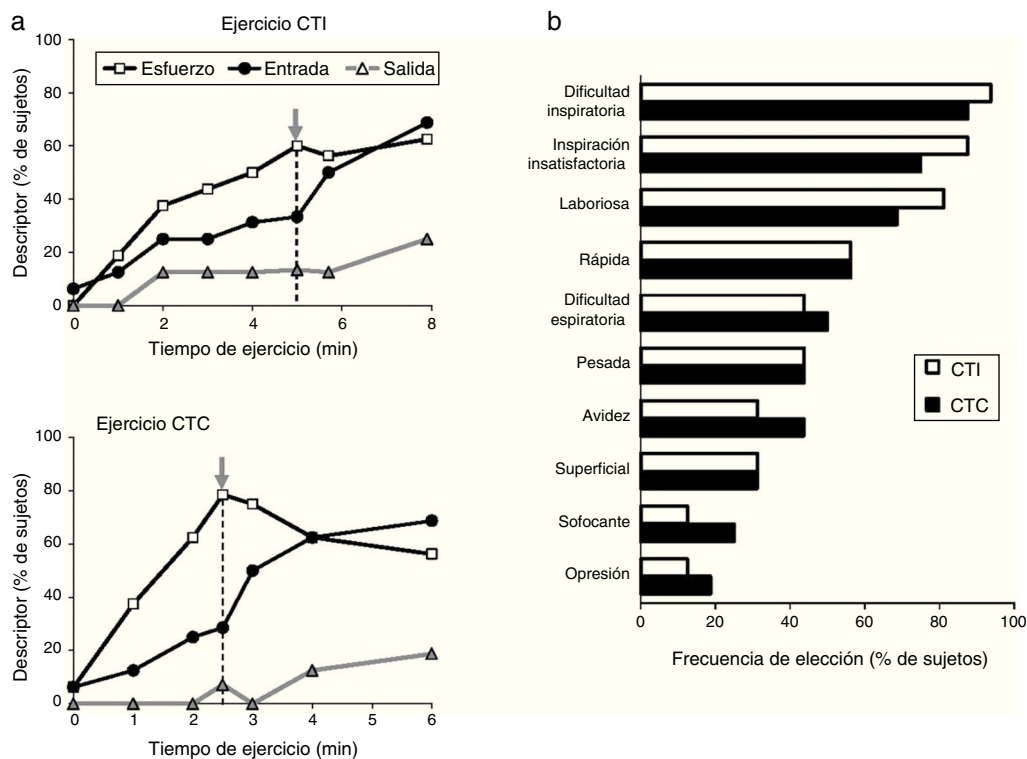 a
Ejercicio CTI
Esfuerzo Entrada Salida
Descriptor (% de sujetos)
100
80
60
40
20
0
0 2 4 6 8
Tiempo de ejercicio (min)
Ejercicio CTC
Descriptor (% de sujetos)
100
80
60
40
20
0
0 1 2 3 4 5 6
Tiempo de ejercicio (min)
b
Dificultad
inspiratoria
Inspiración
insatisfactoria
Laboriosa
Rápida
Dificultad
espiratoria
Pesada
Avidez
Superficial
Sofocante
Opresión
CTI
CTC
0 20 40 60 80 100
Frecuencia de elección (% de sujetos)